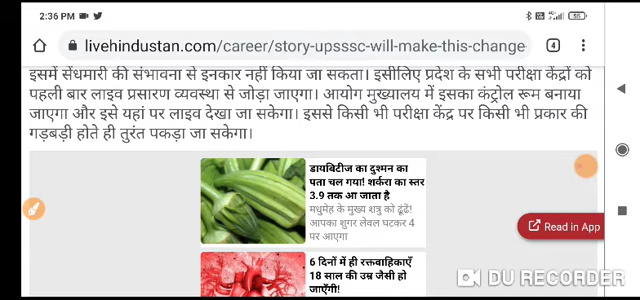 2:36 PM
55
livehindustan.com/career/story-upsssc-will-make-this-change-
4
इसमें सेंधमारी की संभावना से इनकार नहीं किया जा सकता। इसीलिए प्रदेश के सभी परीक्षा केंद्रों को
पहली बार लाइव प्रसारण व्यवस्था से जोड़ा जाएगा। आयोग मुख्यालय में इसका कंट्रोल रूम बनाया
जाएगा और इसे यहां पर लाइव देखा जा सकेगा। इससे किसी भी परीक्षा केंद्र पर किसी भी प्रकार की
गड़बड़ी होते ही तुरंत पकड़ा जा सकेगा।
डायबिटीज का दुश्मन का
पता चल गया! शर्करा का स्तर
3.9 तक आ जाता है
मधुमेह के मुख्य शत्रु को ढूंढें!
आपका शुगर लेवल घटकर 4
पर आएगा
Read in App
6 दिनों में ही रक्तवाहिकाएँ
18 साल की उम्र जैसी हो
जाएँगी!
DU RECORDER